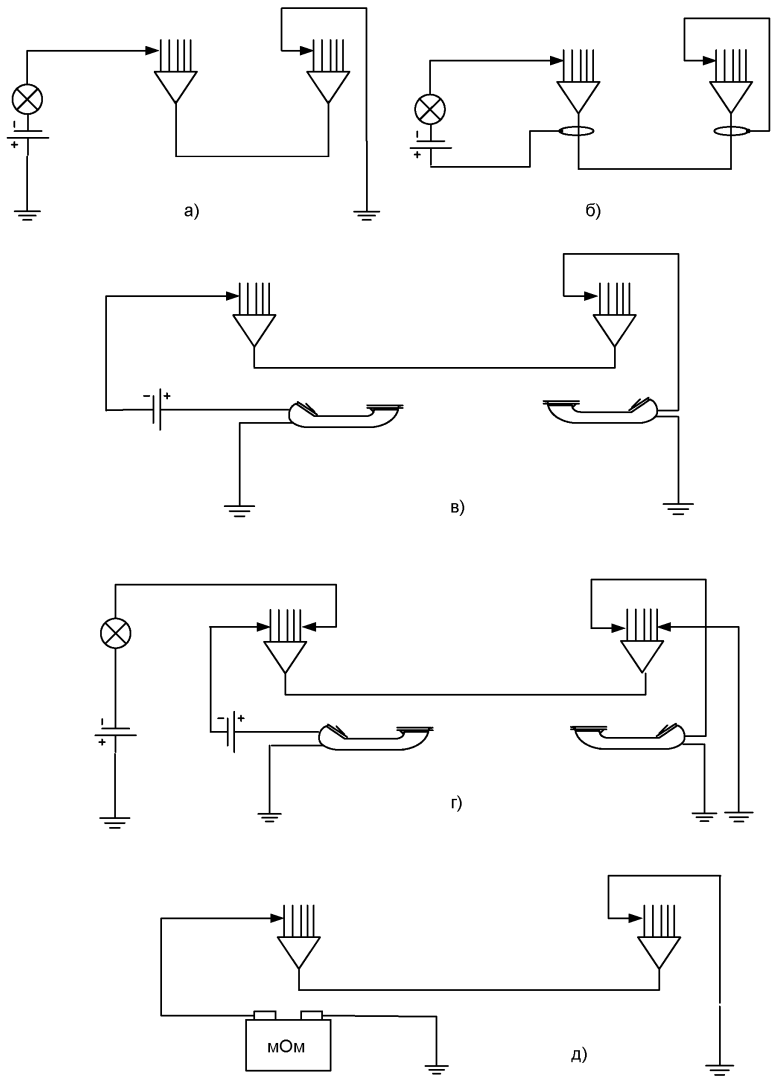 -
+
а)
-
+
б)
- +
в)
-
+
- +
г)
мОм
д)